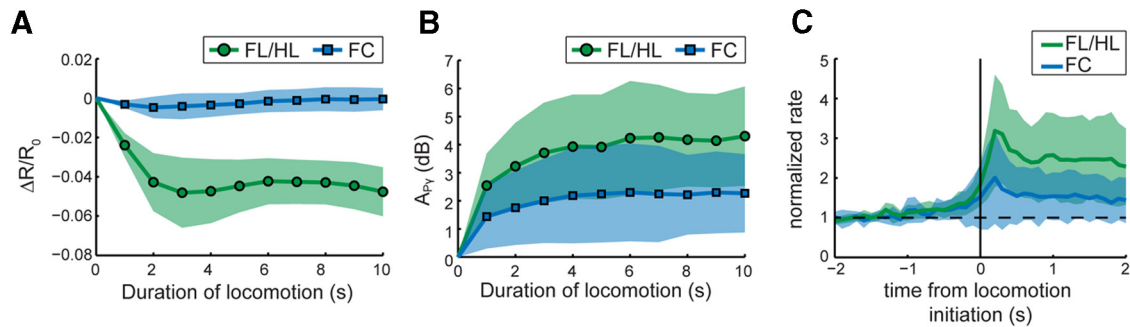 A
FL/HL FC
0.02
0
−0.02
−0.04
−0.06
−0.08
ΔR/R0
0 2 4 6 8 10
Duration of locomotion (s)
B
FL/HL FC
7
6
5
4
3
2
1
0
APγ (dB)
0 2 4 6 8 10
Duration of locomotion (s)
C
FL/HL
FC
5
4
3
2
1
0
normalized rate
−2 −1 0 1 2
time from locomotion
initiation (s)